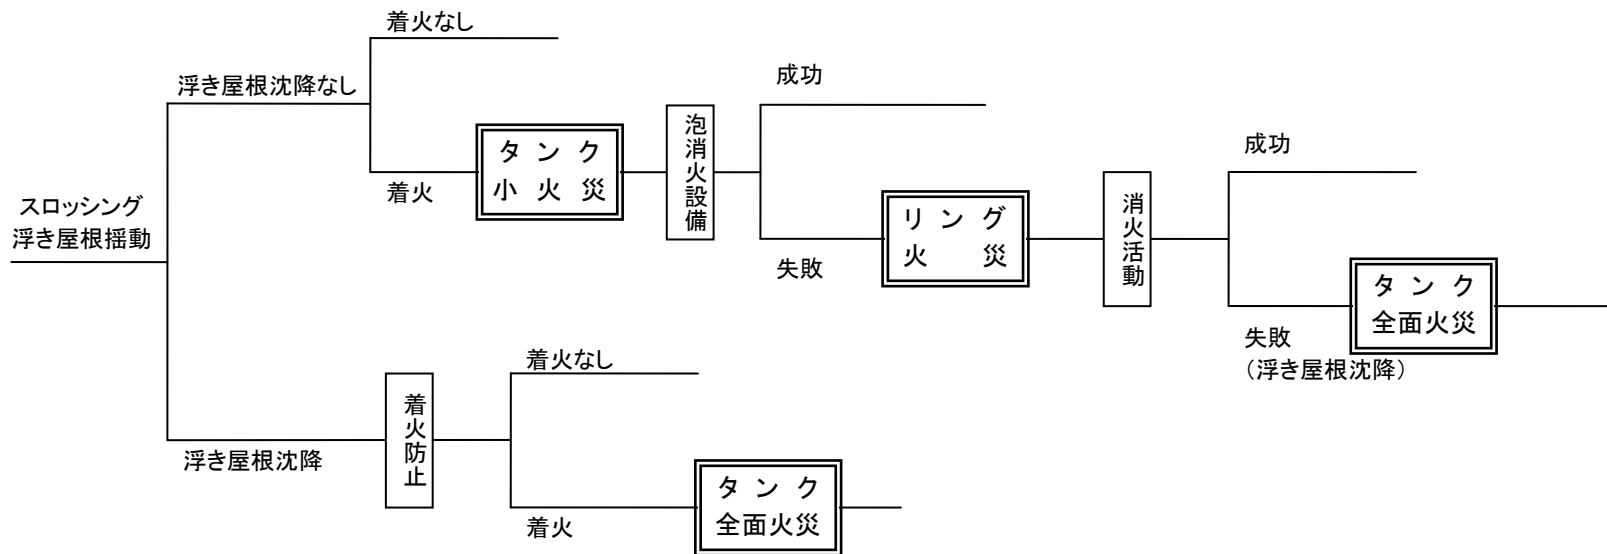 着火なし
浮き屋根沈降なし
着火
タンク
小火災
泡消火設備
成功
失敗
リング
火災
消火活動
成功
失敗
(浮き屋根沈降)
タンク
全面火災
スロッシング
浮き屋根揺動
浮き屋根沈降
着火防止
着火なし
着火
タンク
全面火災